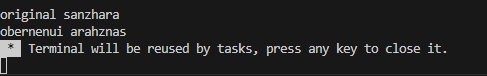 original sanzhara
obernenui arahznas
* Terminal will be reused by tasks, press any key to close it.